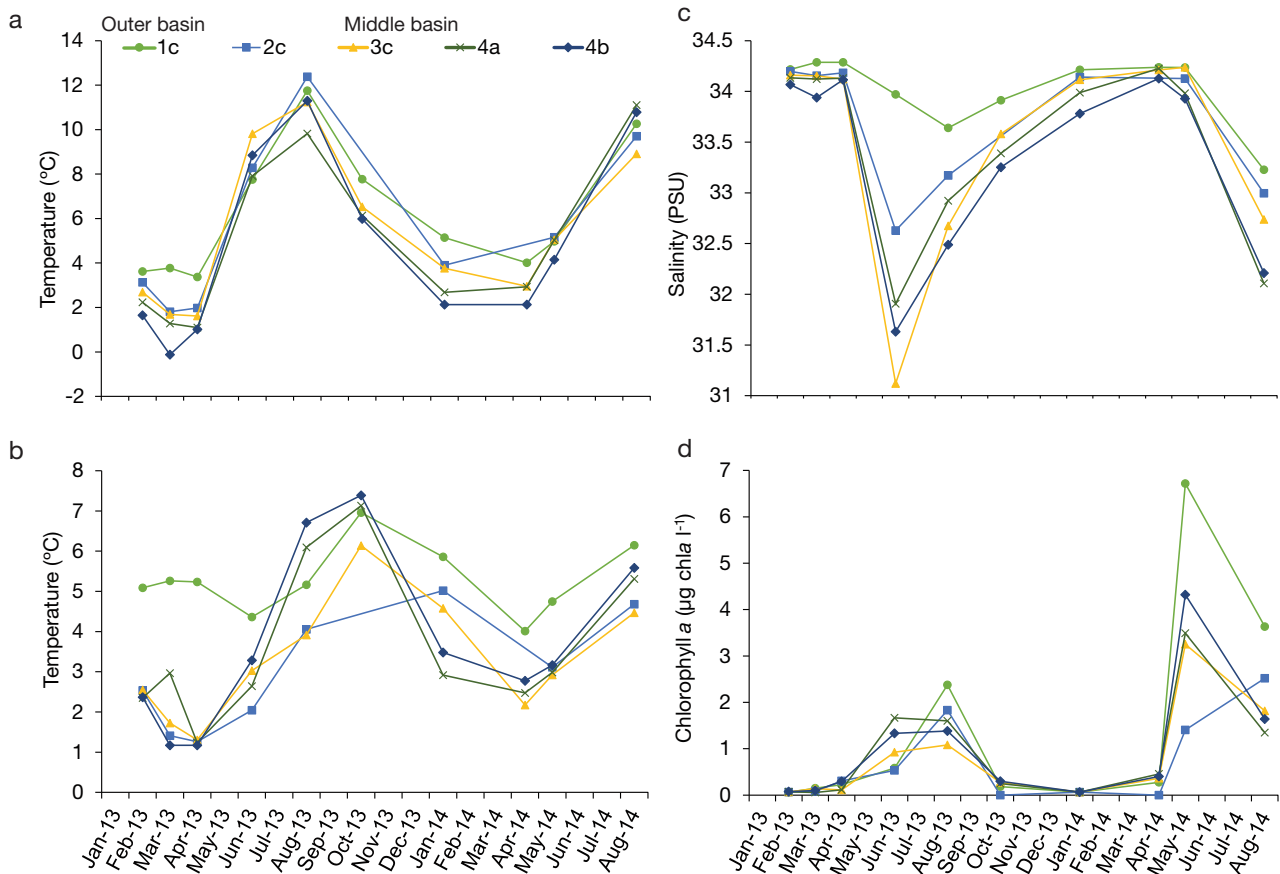 a
Outer basin Middle basin
1c 2c 3c 4a 4b
14
12
10
8
6
4
2
0
-2
Temperature (°C)
c
34.5
34
33.5
33
32.5
32
31.5
31
Salinity (PSU)
b
8
7
6
5
4
3
2
1
0
Temperature (°C)
Jan-13
Feb-13
Mar-13
Apr-13
May-13
Jun-13
Jul-13
Aug-13
Sep-13
Oct-13
Nov-13
Dec-13
Jan-14
Feb-14
Mar-14
Apr-14
May-14
Jun-14
Jul-14
Aug-14
d
7
6
5
4
3
2
1
0
Chlorophyll a (µg chla l⁻¹)
Jan-13
Feb-13
Mar-13
Apr-13
May-13
Jun-13
Jul-13
Aug-13
Sep-13
Oct-13
Nov-13
Dec-13
Jan-14
Feb-14
Mar-14
Apr-14
May-14
Jun-14
Jul-14
Aug-14